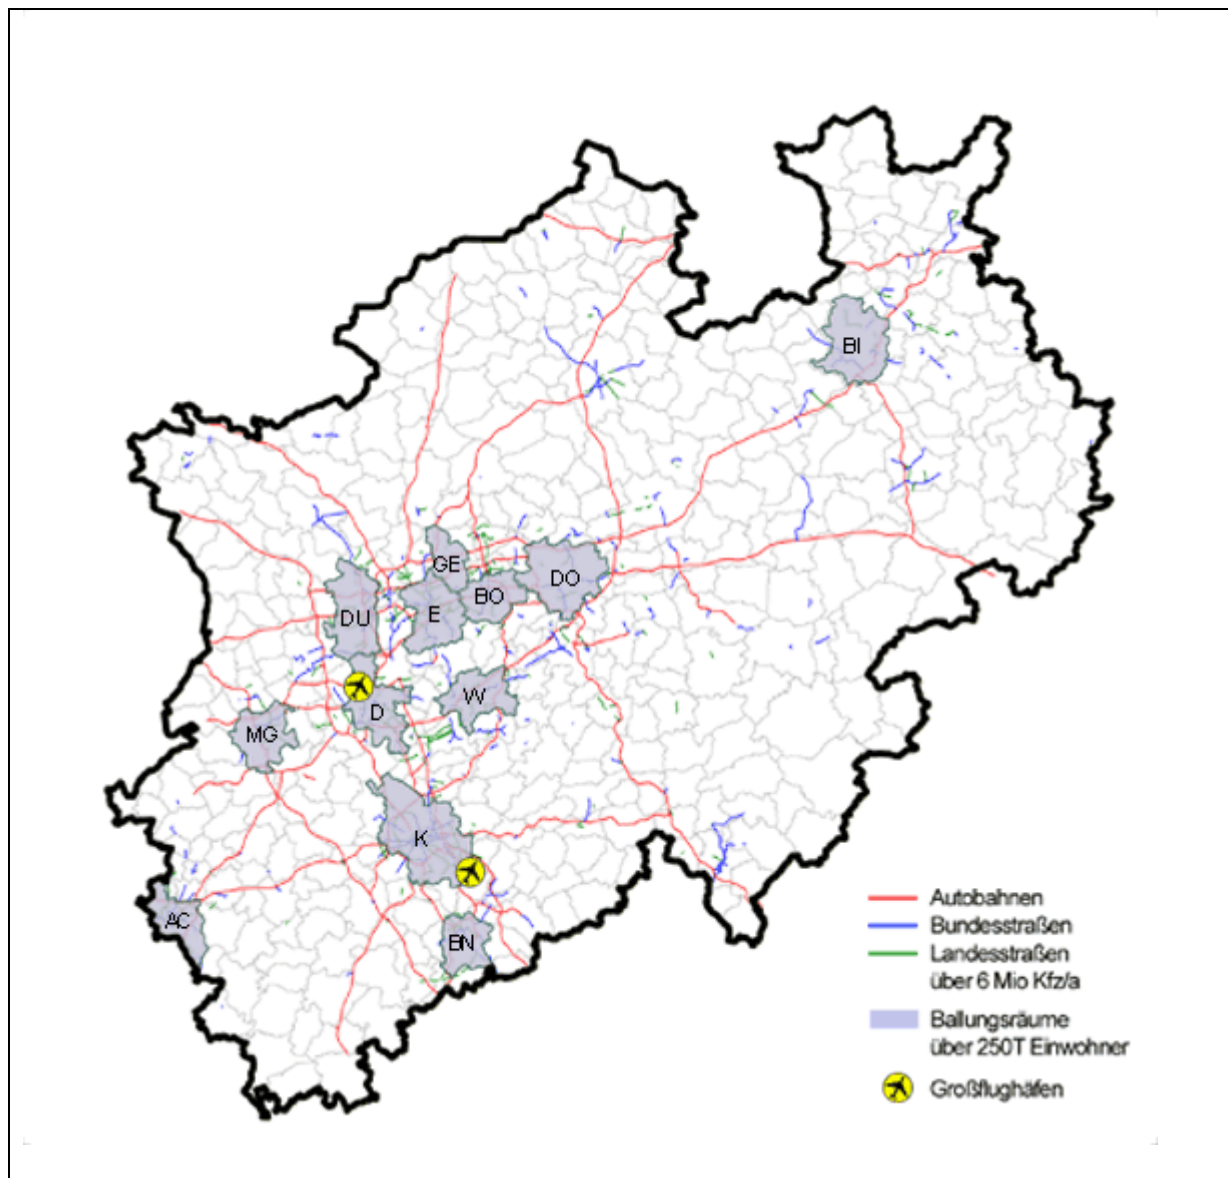 BI
GE
DO
BO
E
DU
W
D
MG
K
AC
BN
Autobahnen
Bundesstraßen
Landesstraßen
über 6 Mio Kfz/a
Ballungsräume
über 250T Einwohner
Großflughäfen